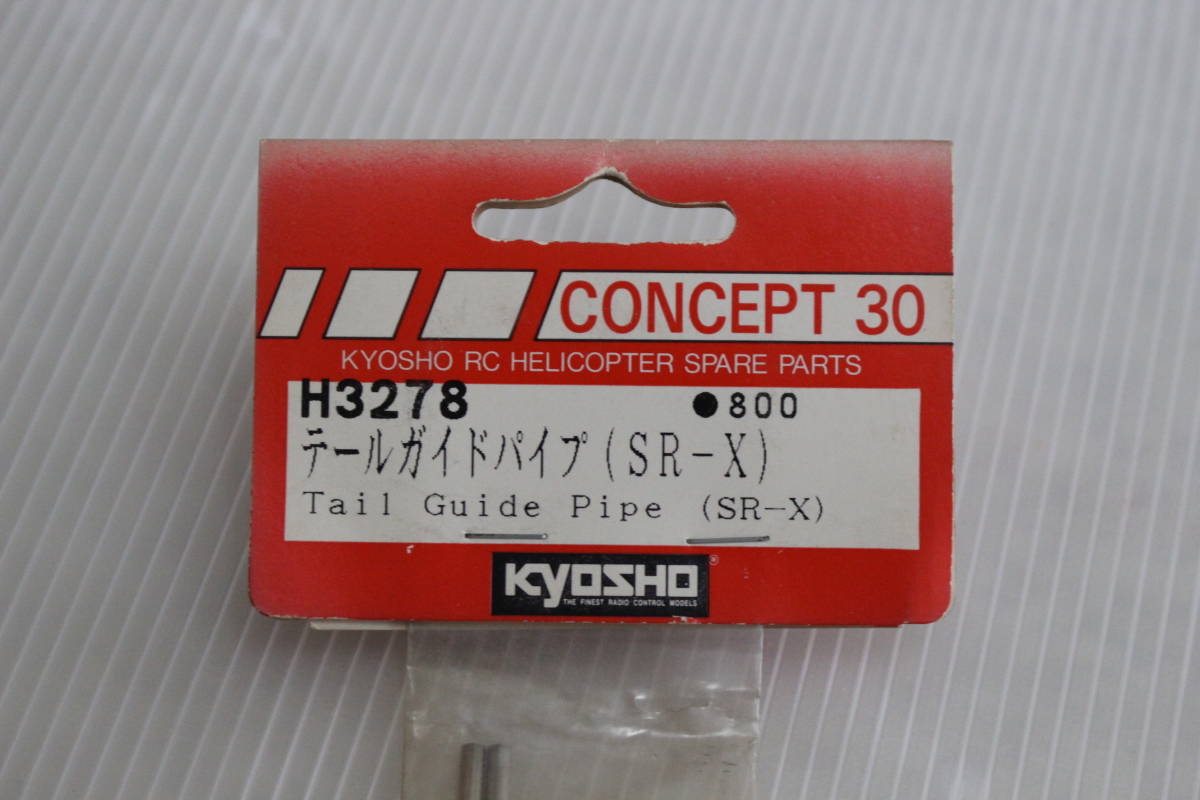 CONCEPT 30
KYOSHO RC HELICOPTER SPARE PARTS
H3278 ●800
テールガイドパイプ(SR-X)
Tail Guide Pipe (SR-X)
KYOSHO®
THE FINEST RADIO CONTROL MODELS